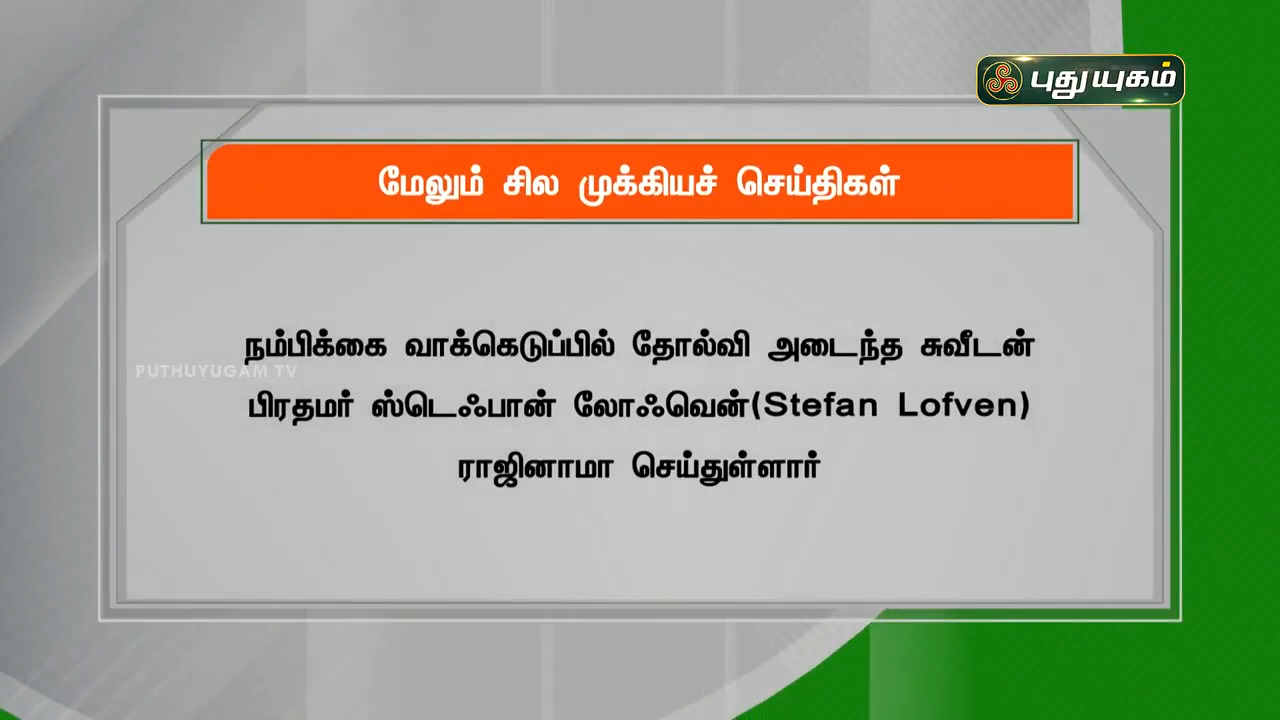 புதுயுகம்
மேலும் சில முக்கியச் செய்திகள்
நம்பிக்கை வாக்கெடுப்பில் தோல்வி அடைந்த சுவீடன்
PUTHUYUGAM TV
பிரதமர் ஸ்டெஃபான் லோஃவென்(Stefan Lofven)
ராஜினாமா செய்துள்ளார்